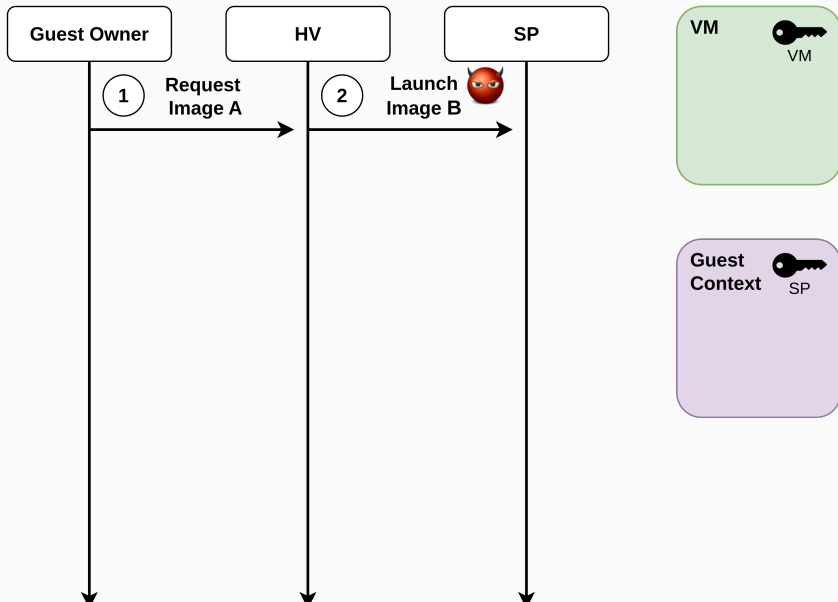 Guest Owner
HV
SP
VM
VM
1
Request
Image A
2
Launch
Image B
Guest
Context
SP